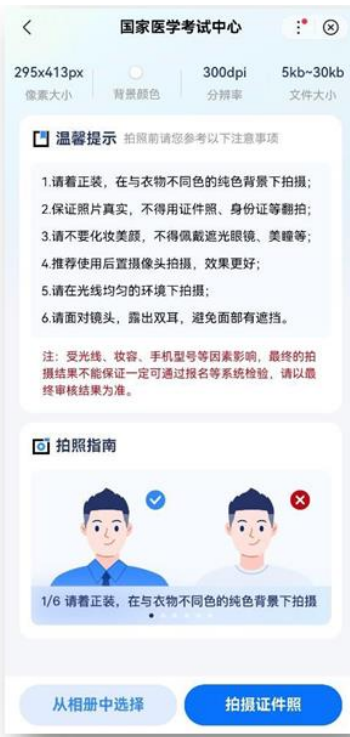 国家医学考试中心
295x413px
300dpi
5kb~30kb
像素大小
背景颜色
分辨率
文件大小
温馨提示 拍照前请您参考以下注意事项
1.请着正装，在与衣物不同色的纯色背景下拍摄；
2.保证照片真实，不得用证件照、身份证等翻拍；
3.请不要化妆美颜，不得佩戴遮光眼镜、美瞳等；
4.推荐使用后置摄像头拍摄，效果更好；
5.请在光线均匀的环境下拍摄；
6.请面对镜头，露出双耳，避免面部有遮挡。
注：受光线、妆容、手机型号等因素影响，最终的拍
摄结果不能保证一定可通过报名等系统检验，请以最
终审核结果为准。
拍照指南
1/6 请着正装，在与衣物不同色的纯色背景下拍摄
从相册中选择
拍摄证件照